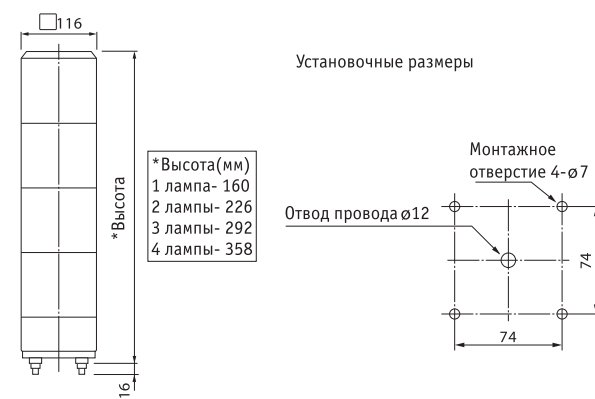 □116
Установочные размеры
*Высота
*Высота(мм)
1 лампа- 160
2 лампы- 226
3 лампы- 292
4 лампы- 358
16
Монтажное
отверстие 4-ø7
Отвод провода ø12
74
74